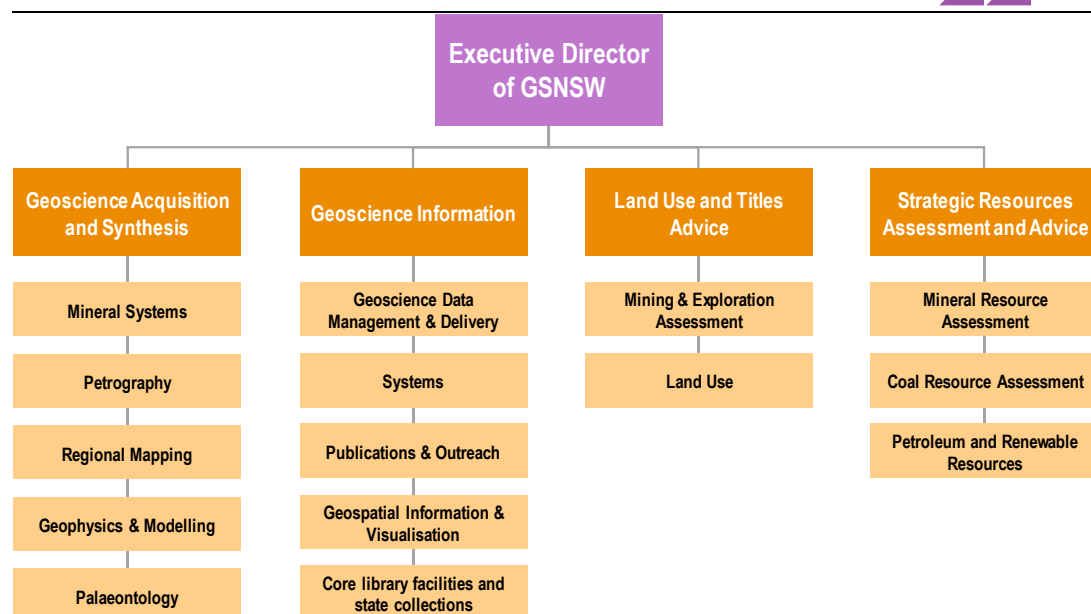 Executive Director
of GSNSW
Geoscience Acquisition
and Synthesis
Mineral Systems
Petrography
Regional Mapping
Geophysics & Modelling
Palaeontology
Geoscience Information
Geoscience Data
Management & Delivery
Systems
Publications & Outreach
Geospatial Information &
Visualisation
Core library facilities and
state collections
Land Use and Titles
Advice
Mining & Exploration
Assessment
Land Use
Strategic Resources
Assessment and Advice
Mineral Resource
Assessment
Coal Resource Assessment
Petroleum and Renewable
Resources